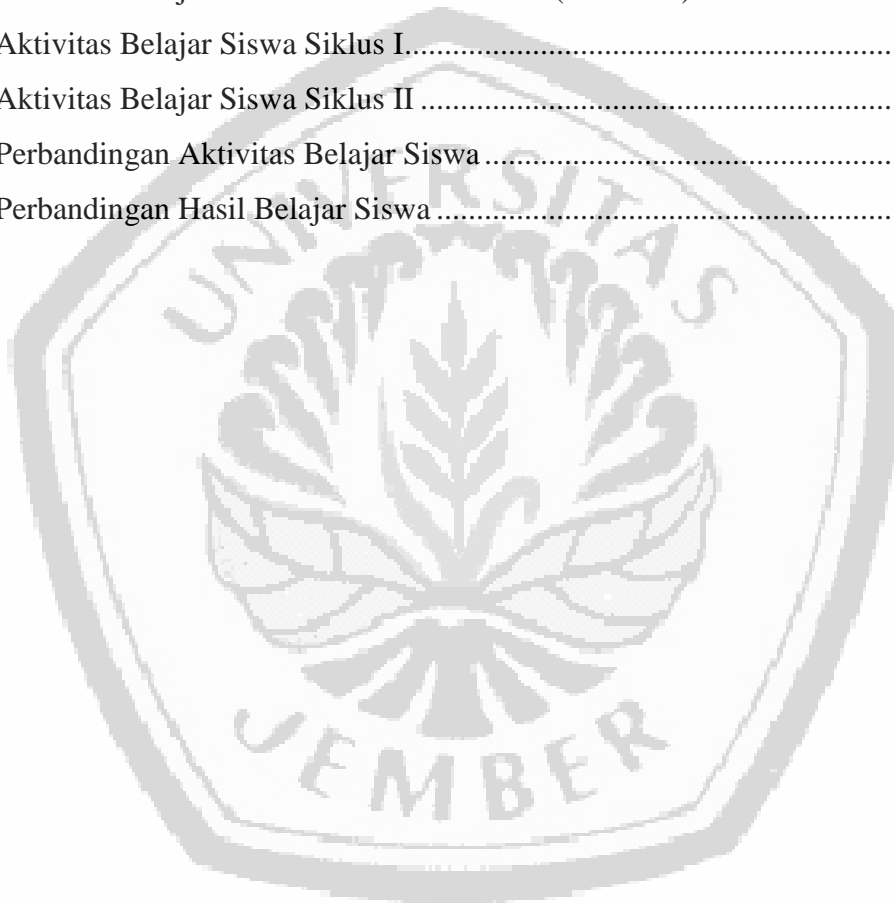 Aktivitas Belajar Siswa Siklus I
Aktivitas Belajar Siswa Siklus II
Perbandingan Aktivitas Belajar Siswa
Perbandingan Hasil Belajar Siswa
UNIVERSITAS
JEMBER